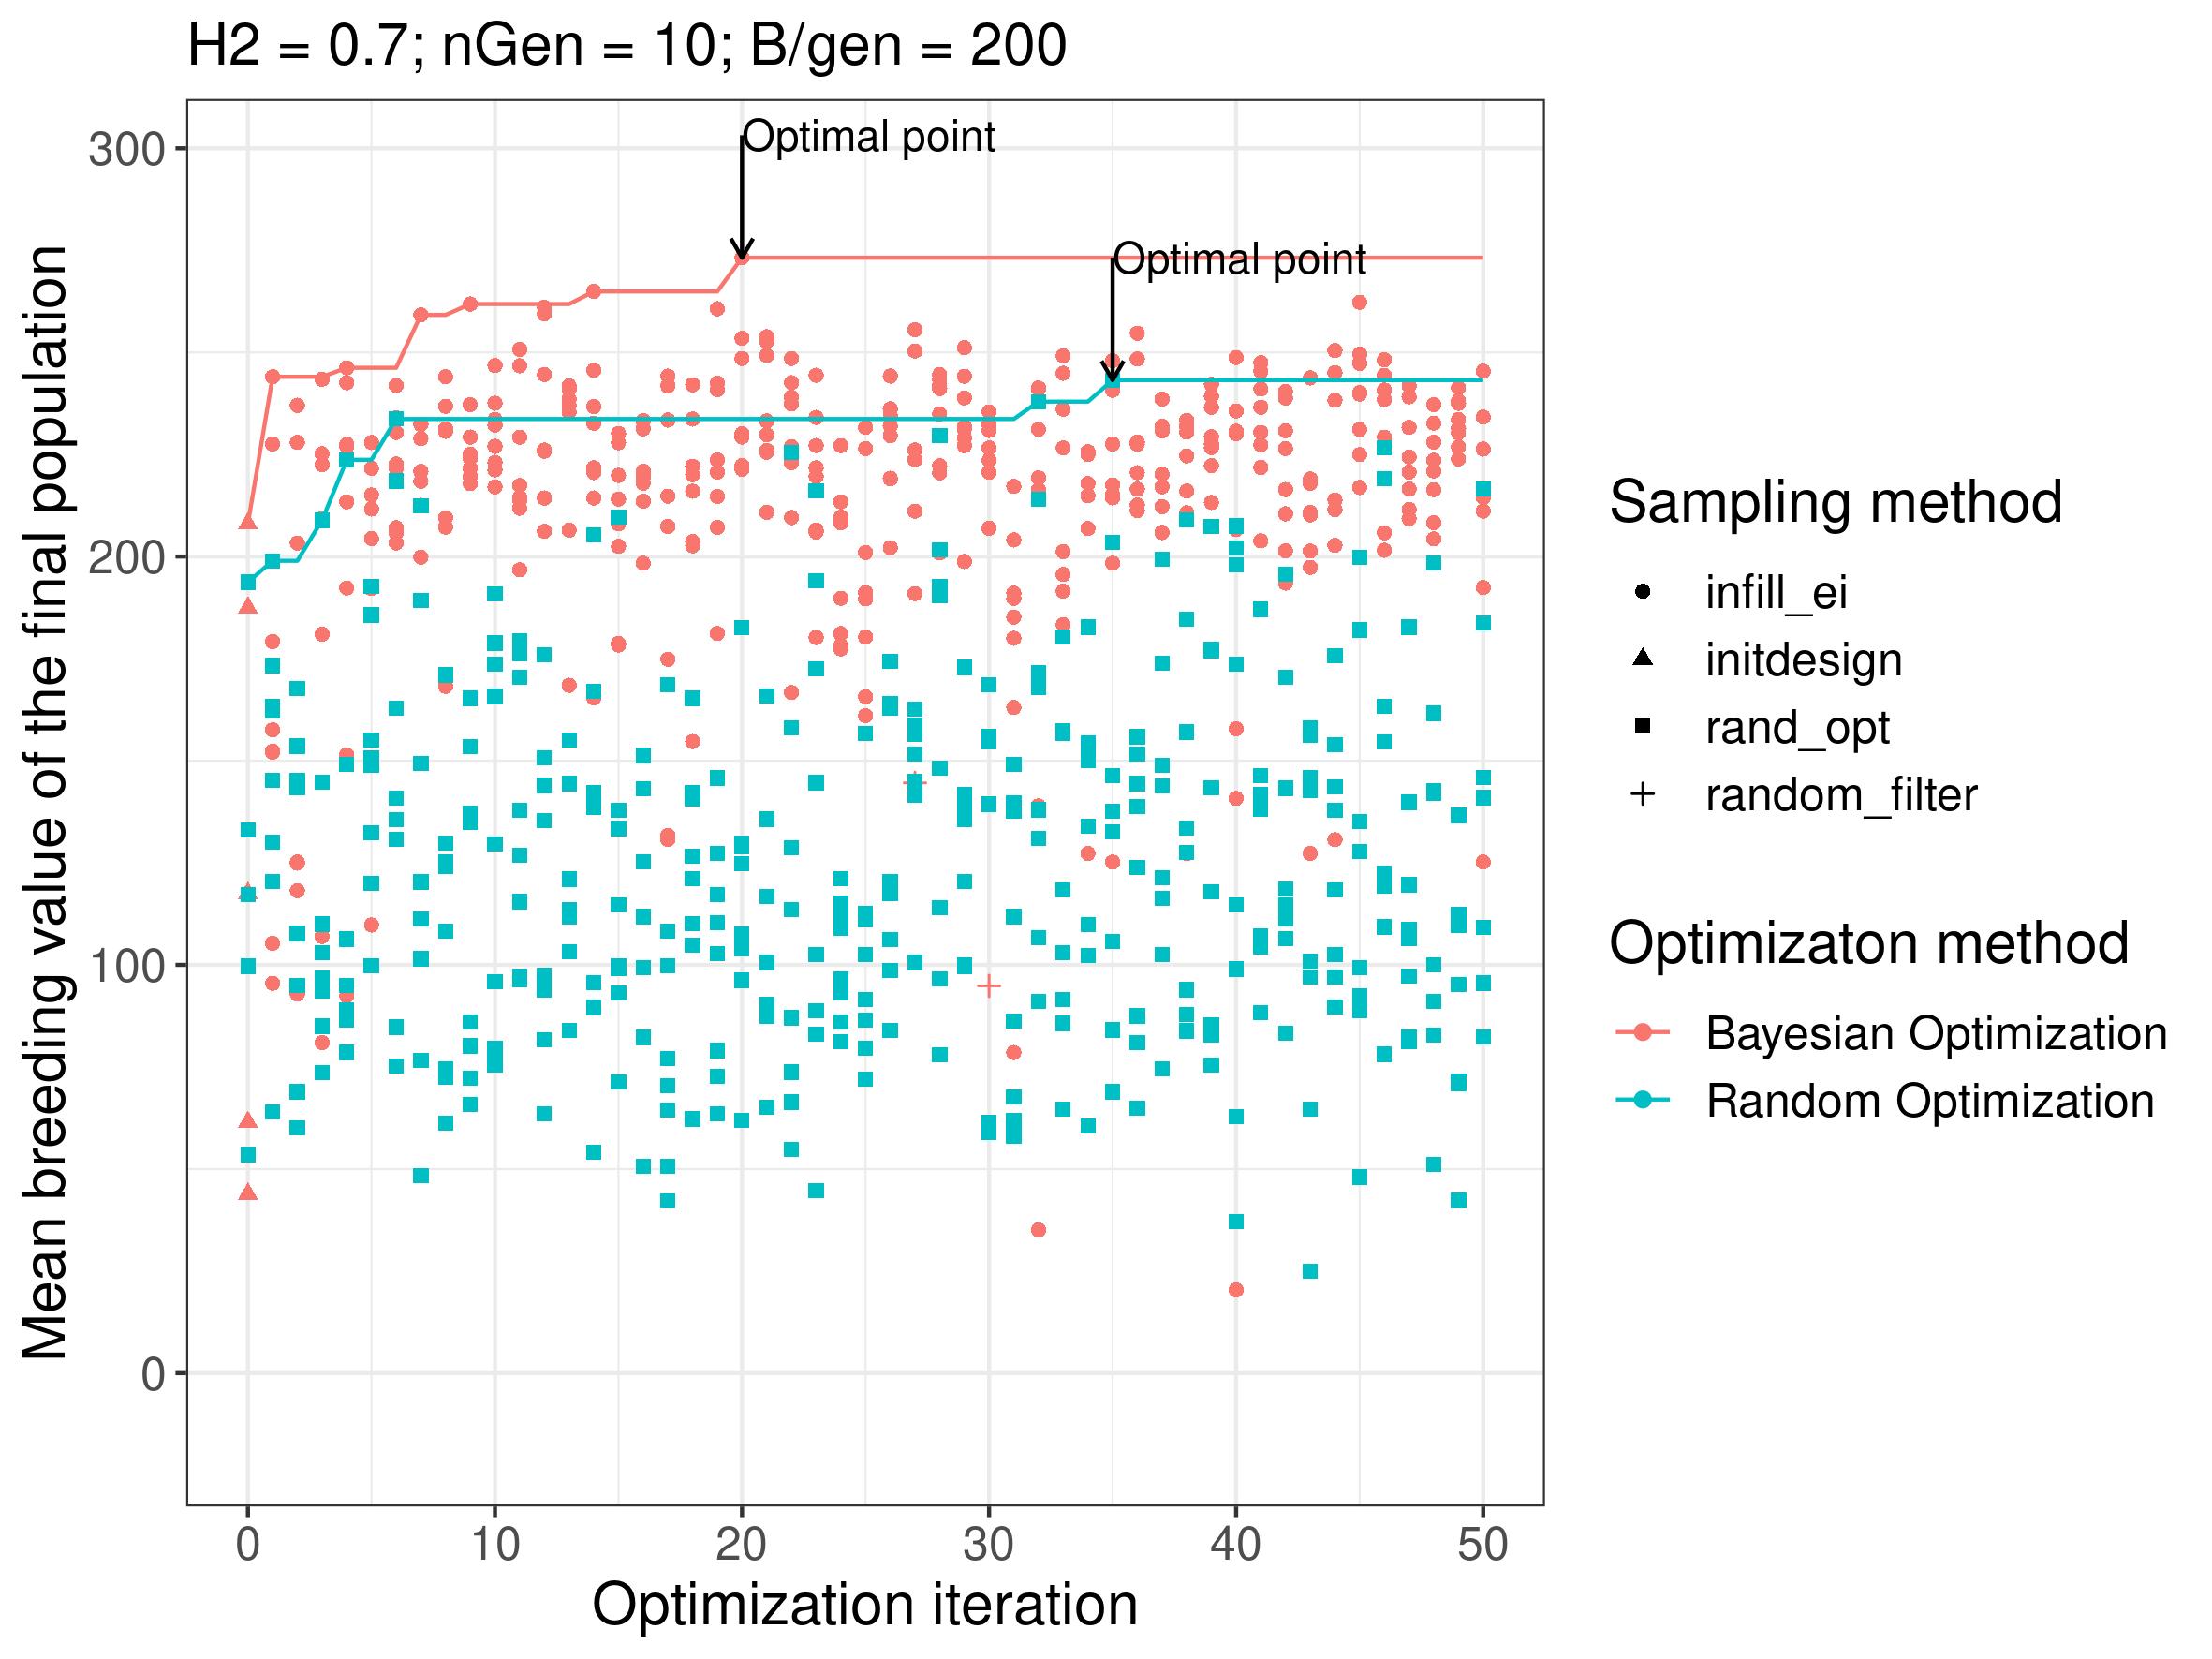 H2 = 0.7; nGen = 10; B/gen = 200
Mean breeding value of the final population
300
200
100
0
Optimal point
Optimal point
0 10 20 30 40 50
Optimization iteration
Sampling method
infill_ei
initdesign
rand_opt
random_filter
Optimizaton method
Bayesian Optimization
Random Optimization